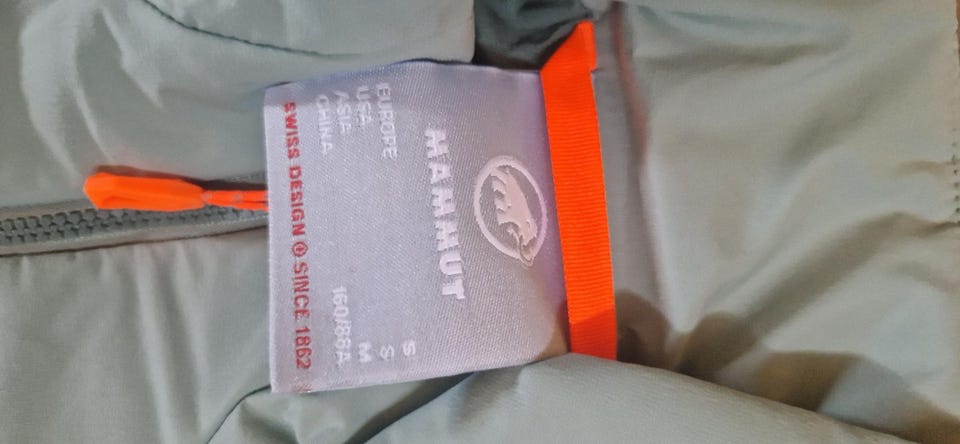 MAMMUT
EUROPE S
USA S
ASIA M
CHINA 160/88A
SWISS DESIGN SINCE 1862